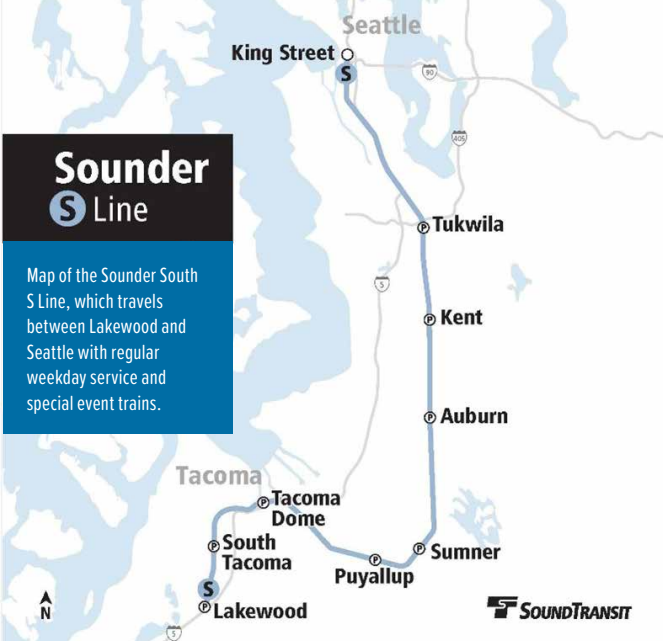 Seattle
King Street
S
90
405
Sounder
S Line
Map of the Sounder South
S Line, which travels
between Lakewood and
Seattle with regular
weekday service and
special event trains.
P Tukwila
5
P Kent
P Auburn
Tacoma
P Tacoma
Dome
P South
Tacoma
P Sumner
P
Puyallup
S
P Lakewood
N
5
SOUNDTRANSIT